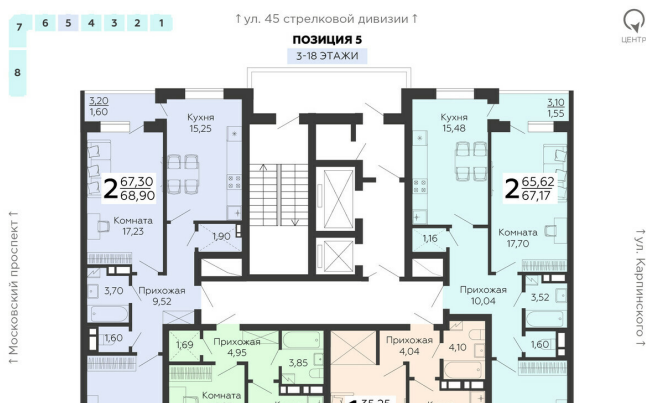 ↑ ул. 45 стрелковой дивизии ↑
7 6 5 4 3 2 1
8
ПОЗИЦИЯ 5
3-18 ЭТАЖИ
ЦЕНТР
↑ Московский проспект ↑
↑ ул. Карпинского ↑
3,20
1,60
Кухня
15,25
2 67,30
68,90
Комната
17,23
1,90
3,70
Прихожая
9,52
1,60
Кухня
15,48
3,10
1,55
2 65,62
67,17
Комната
17,70
1,16
Прихожая
10,04
3,52
1,60
1,69
Прихожая
4,95
3,85
Комната
Прихожая
4,04
4,10